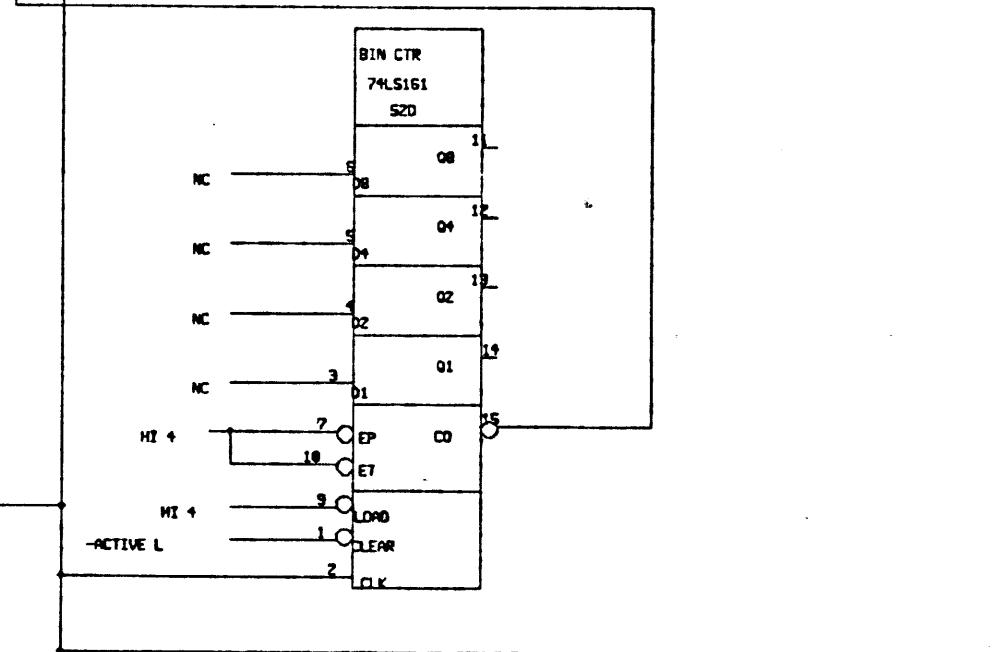 BIN CTR
74LS161
52D
11
Q8
6
NC
D8
12
Q4
5
NC
D4
13
Q2
4
NC
D2
14
Q1
3
NC
D1
15
7
HI 4
EP
CO
10
ET
9
HI 4
LOAD
1
-ACTIVE L
CLEAR
2
CLK